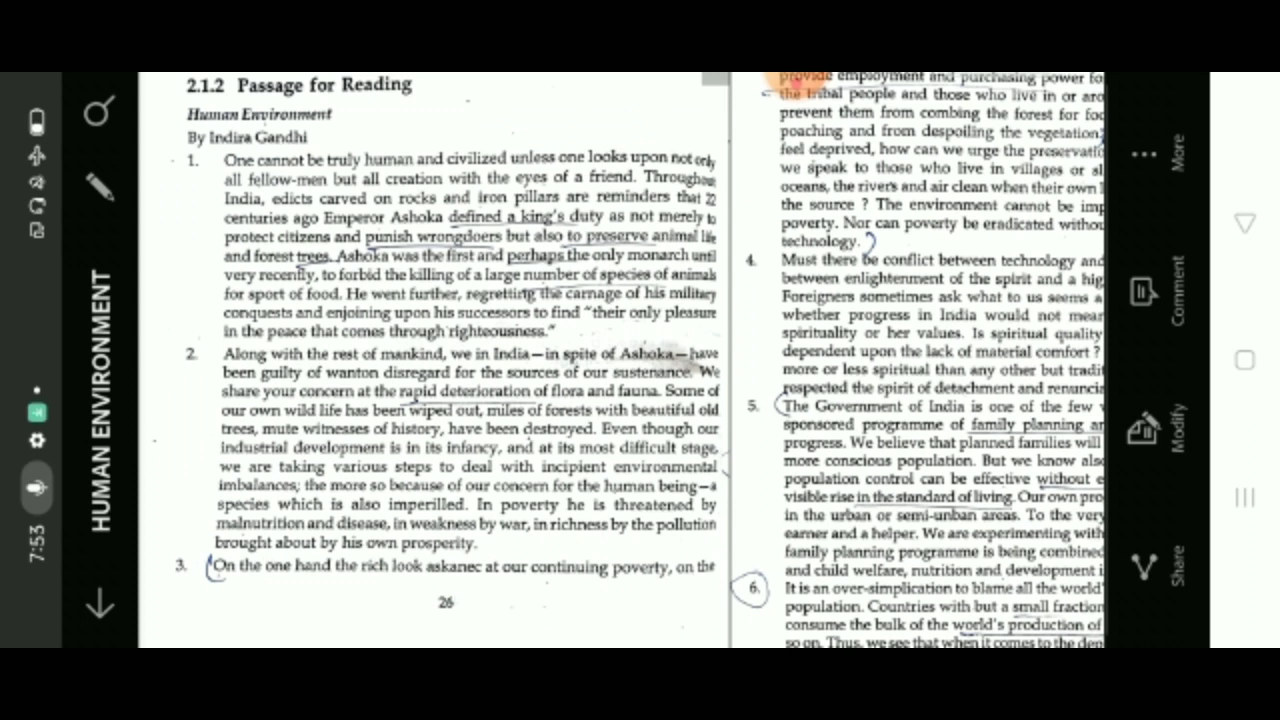 2.1.2 Passage for Reading
Human Environment
By Indira Gandhi
1. One cannot be truly human and civilized unless one looks upon not only
all fellow-men but all creation with the eyes of a friend. Throughout
India, edicts carved on rocks and iron pillars are reminders that 22
centuries ago Emperor Ashoka defined a king's duty as not merely to
protect citizens and punish wrongdoers but also to preserve animal life
and forest trees. Ashoka was the first and perhaps the only monarch until
very recently, to forbid the killing of a large number of species of animals
for sport of food. He went further, regretting the carnage of his military
conquests and enjoining upon his successors to find "their only pleasure
in the peace that comes through righteousness."
2. Along with the rest of mankind, we in India—in spite of Ashoka—have
been guilty of wanton disregard for the sources of our sustenance. We
share your concern at the rapid deterioration of flora and fauna. Some of
our own wild life has been wiped out, miles of forests with beautiful old
trees, mute witnesses of history, have been destroyed. Even though our
industrial development is in its infancy, and at its most difficult stage,
we are taking various steps to deal with incipient environmental
imbalances; the more so because of our concern for the human being—a
species which is also imperilled. In poverty he is threatened by
malnutrition and disease, in weakness by war, in richness by the pollution
brought about by his own prosperity.
3. On the one hand the rich look askanec at our continuing poverty, on the
26
provide employment and purchasing power fo
the tribal people and those who live in or aro
prevent them from combing the forest for foo
poaching and from despoiling the vegetation;
feel deprived, how can we urge the preservatio
we speak to those who live in villages or sl
oceans, the rivers and air clean when their own l
the source ? The environment cannot be imp
poverty. Nor can poverty be eradicated withou
technology.
4. Must there be conflict between technology and
between enlightenment of the spirit and a hig
Foreigners sometimes ask what to us seems a
whether progress in India would not mean
spirituality or her values. Is spiritual quality
dependent upon the lack of material comfort ?
more or less spiritual than any other but tradit
respected the spirit of detachment and renuncia
5. The Government of India is one of the few w
sponsored programme of family planning an
progress. We believe that planned families will
more conscious population. But we know also
population control can be effective without e
visible rise in the standard of living. Our own pro
in the urban or semi-unban areas. To the very
earner and a helper. We are experimenting with
family planning programme is being combined
and child welfare, nutrition and development i
6. It is an over-simplication to blame all the world'
population. Countries with but a small fraction
consume the bulk of the world's production of
so on. Thus, we see that when it comes to the dep
7:53
HUMAN ENVIRONMENT
More
Comment
Modify
Share